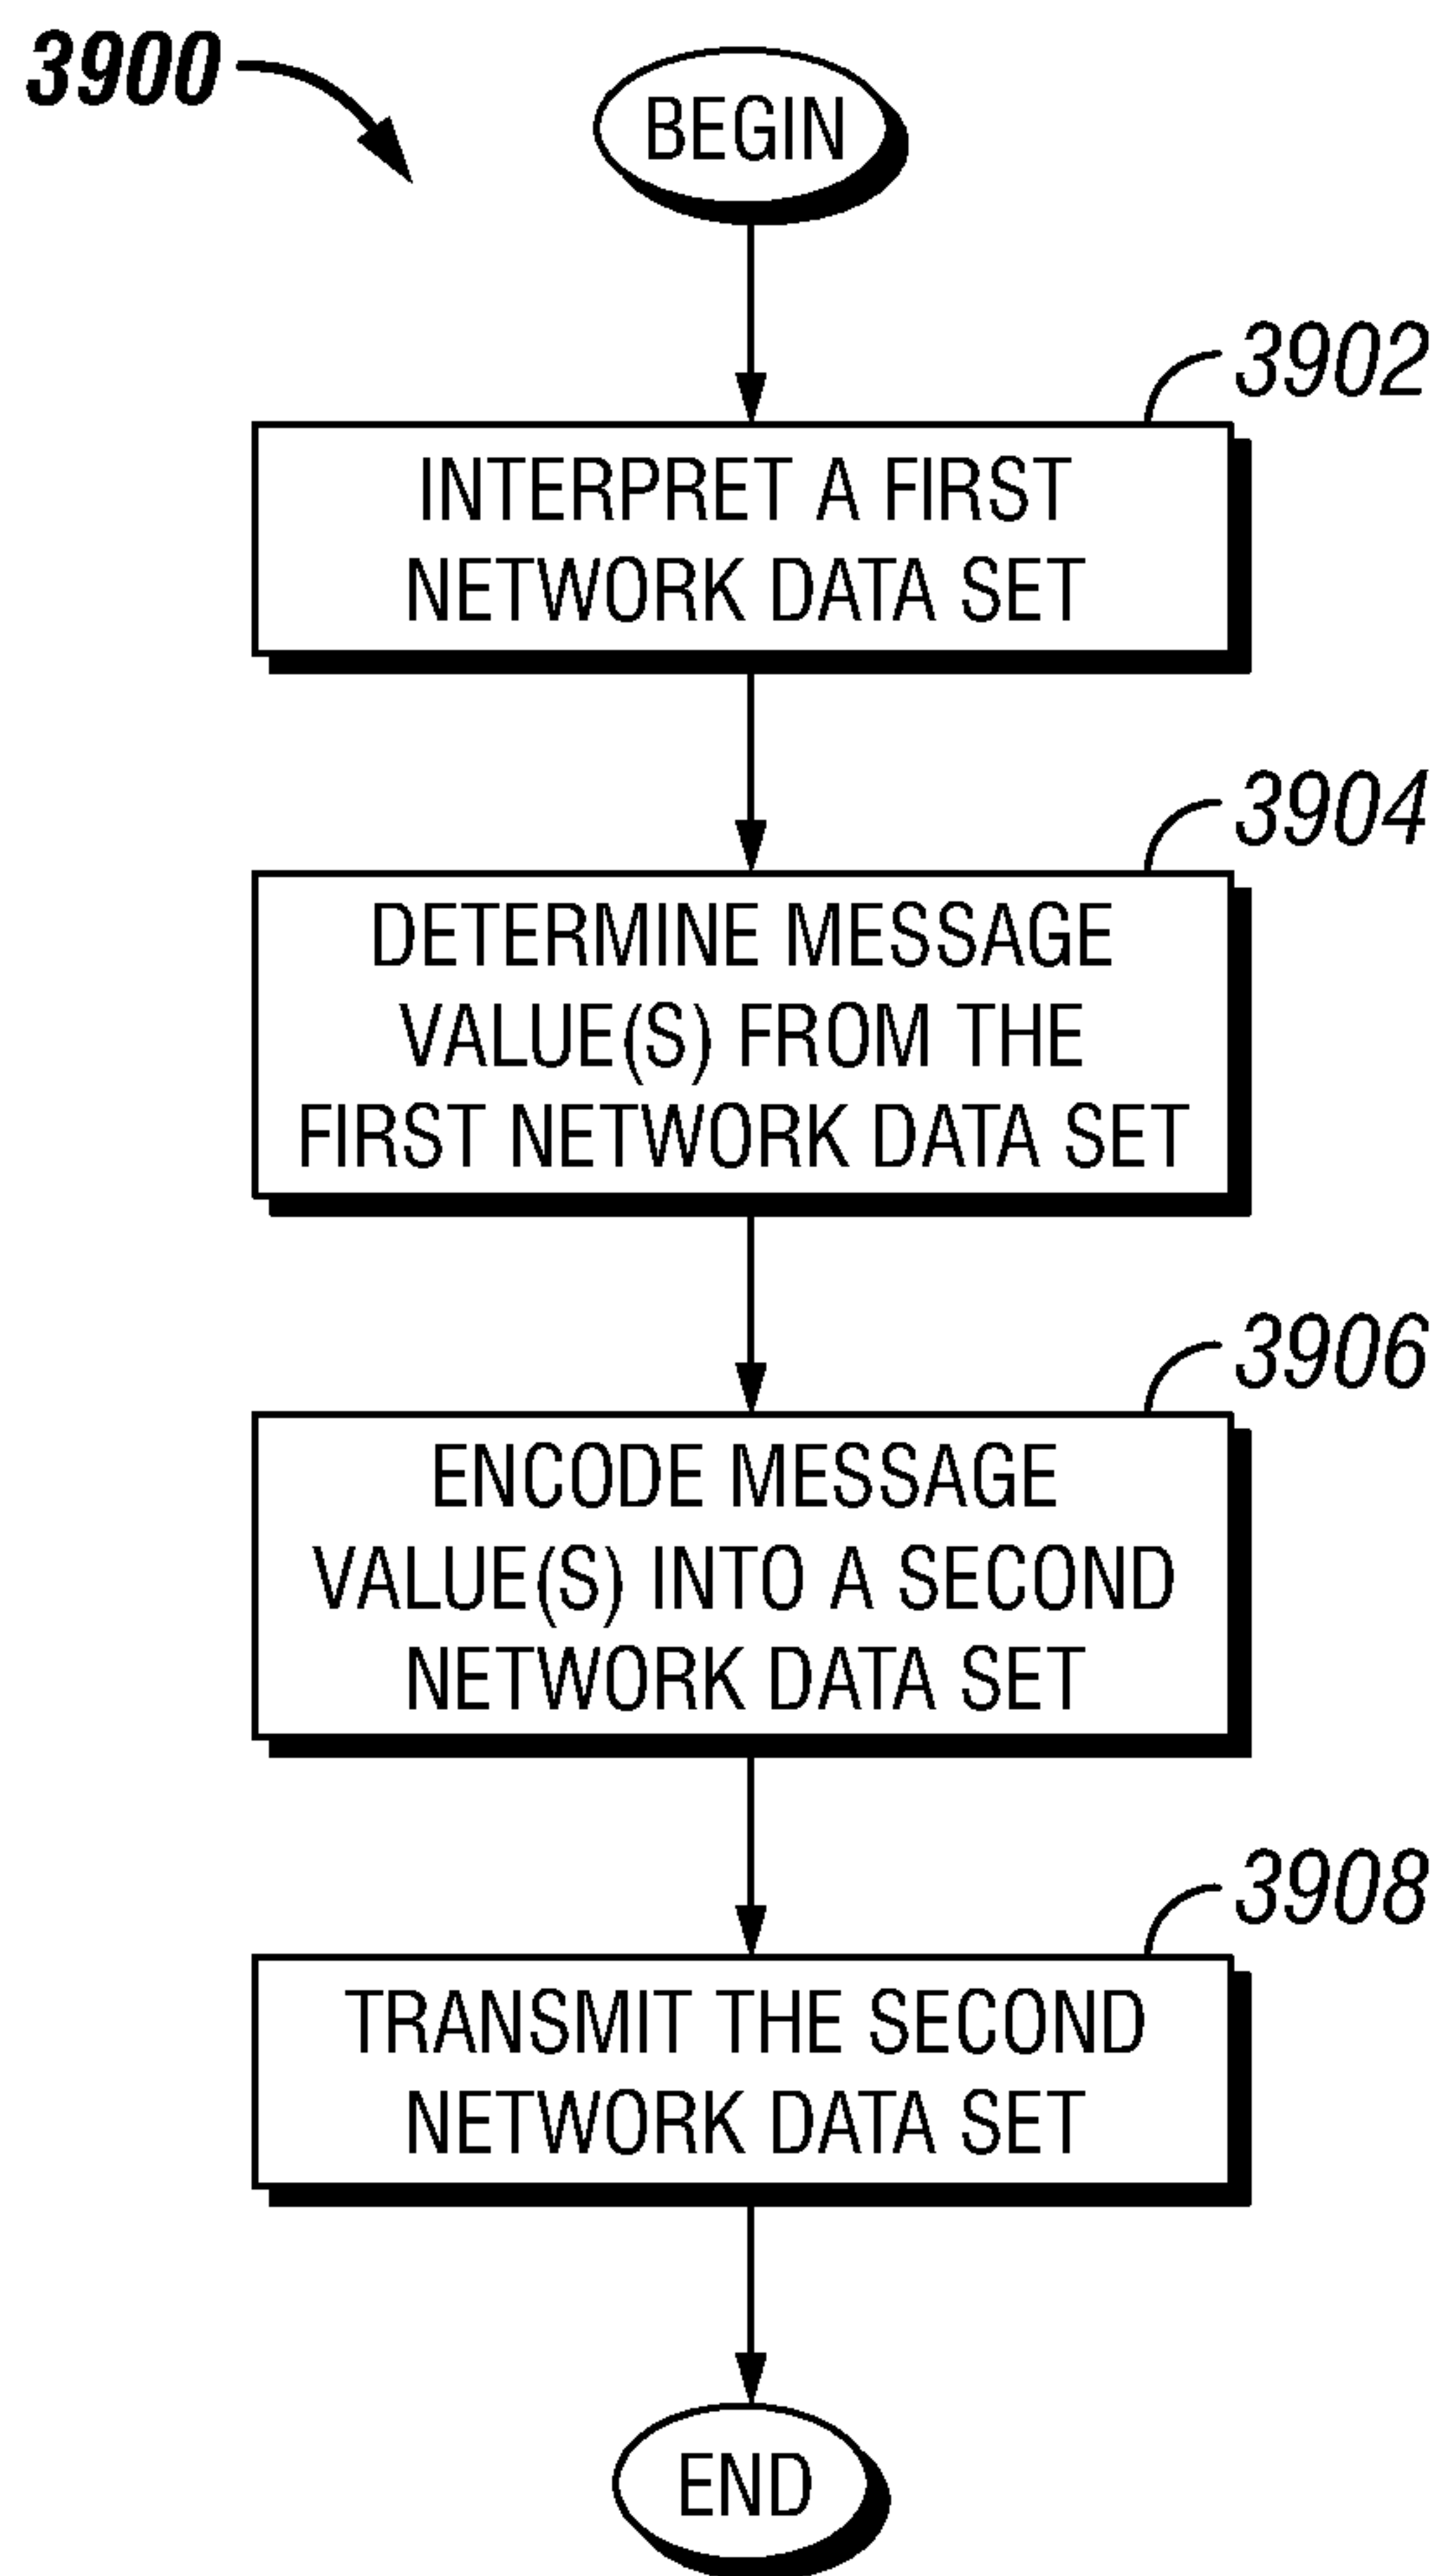 3900
BEGIN
3902
INTERPRET A FIRST
NETWORK DATA SET
3904
DETERMINE MESSAGE
VALUE(S) FROM THE
FIRST NETWORK DATA SET
3906
ENCODE MESSAGE
VALUE(S) INTO A SECOND
NETWORK DATA SET
3908
TRANSMIT THE SECOND
NETWORK DATA SET
END